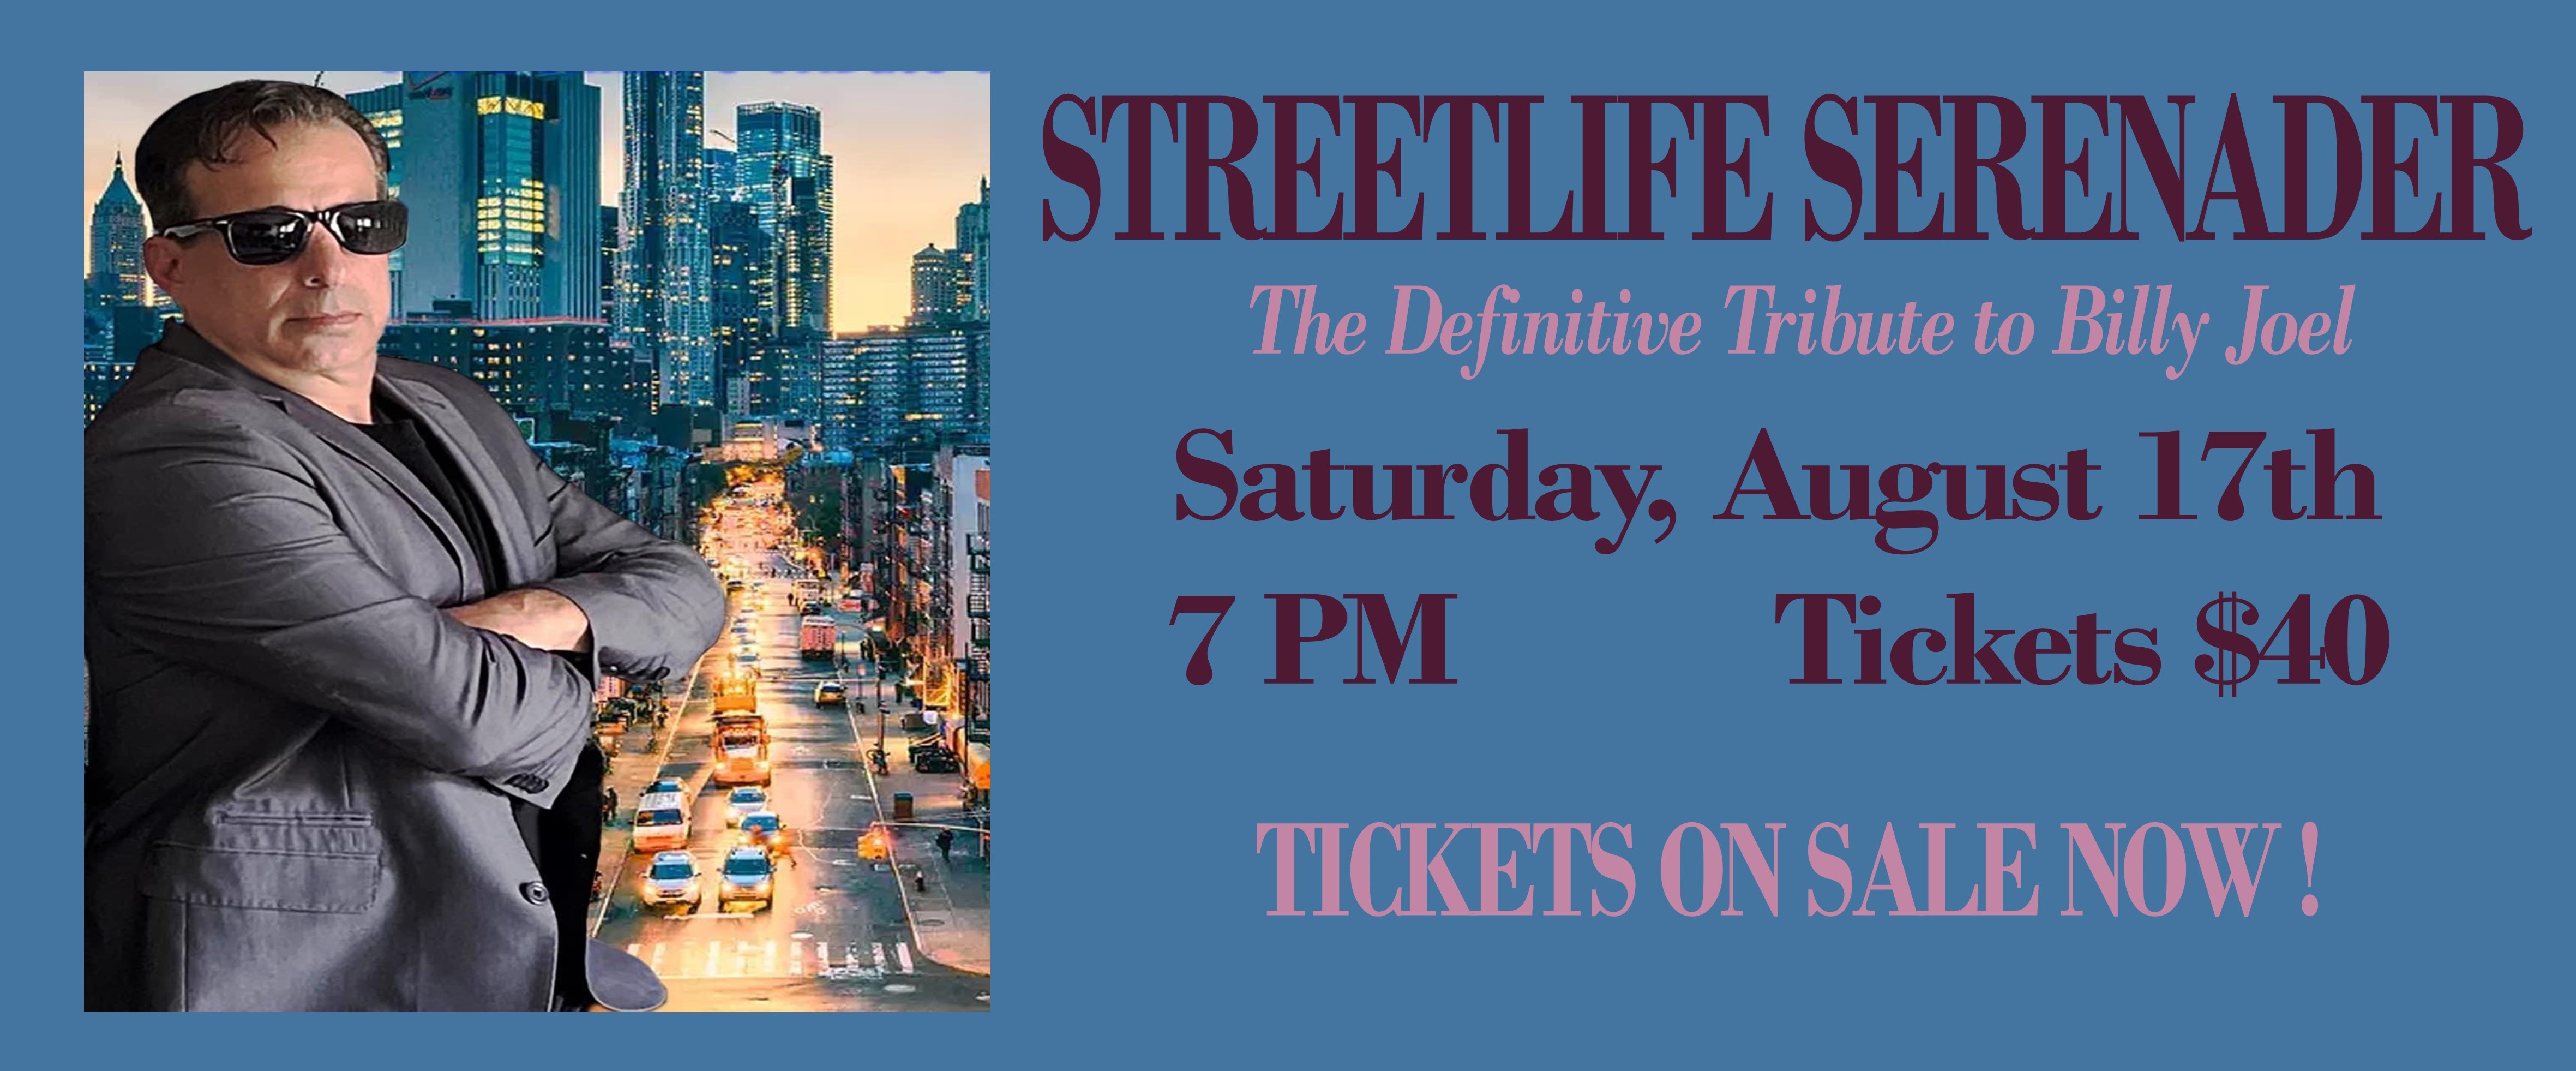 STREETLIFE SERENADER
The Definitive Tribute to Billy Joel
Saturday, August 17th
7 PM Tickets $40
TICKETS ON SALE NOW !